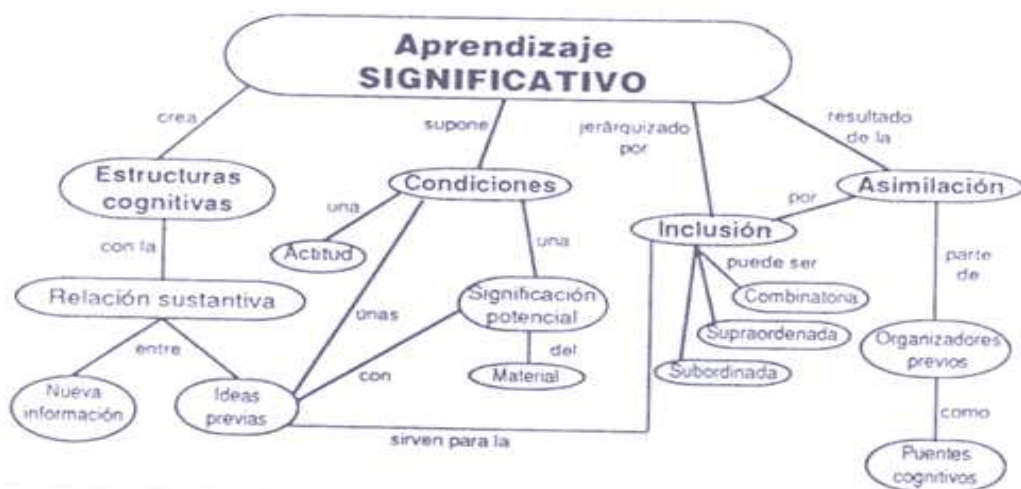 Aprendizaje
SIGNIFICATIVO
crea
supone
jerárquizado
por
resultado
de la
Estructuras
cognitivas
Condiciones
Asimilación
una
por
Inclusión
con la
Actitud
una
puede ser
parte
de
Relación sustantiva
Significación
potencial
Combinatoria
unas
Supraordenada
Organizadores
previos
entre
con
del
Material
Subordinada
Nueva
información
Ideas
previas
como
sirven para la
Puentes
cognitivos